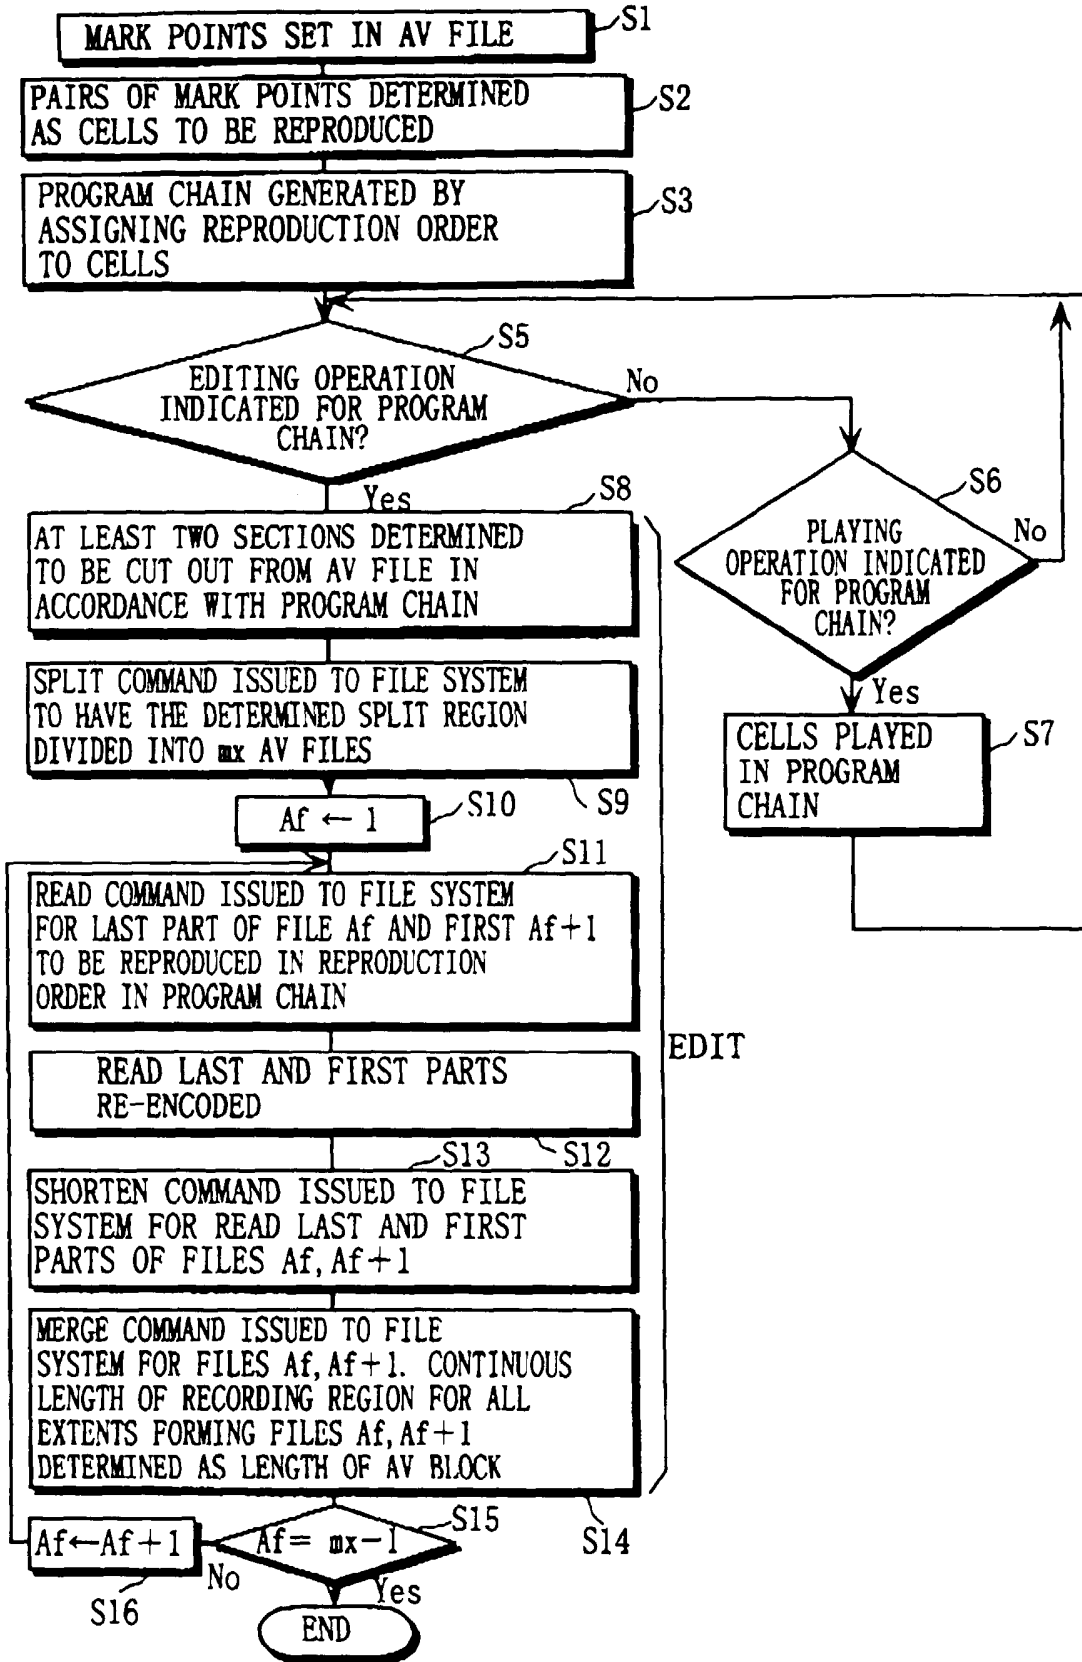 MARK POINTS SET IN AV FILE
S1
PAIRS OF MARK POINTS DETERMINED
AS CELLS TO BE REPRODUCED
S2
PROGRAM CHAIN GENERATED BY
ASSIGNING REPRODUCTION ORDER
TO CELLS
S3
S5
EDITING OPERATION
INDICATED FOR PROGRAM
CHAIN?
No
Yes
S6
PLAYING
OPERATION INDICATED
FOR PROGRAM
CHAIN?
No
Yes
CELLS PLAYED
IN PROGRAM
CHAIN
S7
S8
AT LEAST TWO SECTIONS DETERMINED
TO BE CUT OUT FROM AV FILE IN
ACCORDANCE WITH PROGRAM CHAIN
SPLIT COMMAND ISSUED TO FILE SYSTEM
TO HAVE THE DETERMINED SPLIT REGION
DIVIDED INTO mx AV FILES
S9
Af ← 1
S10
S11
READ COMMAND ISSUED TO FILE SYSTEM
FOR LAST PART OF FILE Af AND FIRST Af+1
TO BE REPRODUCED IN REPRODUCTION
ORDER IN PROGRAM CHAIN
EDIT
READ LAST AND FIRST PARTS
RE-ENCODED
S12
S13
SHORTEN COMMAND ISSUED TO FILE
SYSTEM FOR READ LAST AND FIRST
PARTS OF FILES Af, Af+1
MERGE COMMAND ISSUED TO FILE
SYSTEM FOR FILES Af, Af+1. CONTINUOUS
LENGTH OF RECORDING REGION FOR ALL
EXTENTS FORMING FILES Af, Af+1
DETERMINED AS LENGTH OF AV BLOCK
S14
Af= mx-1
S15
No
Yes
Af←Af+1
S16
END